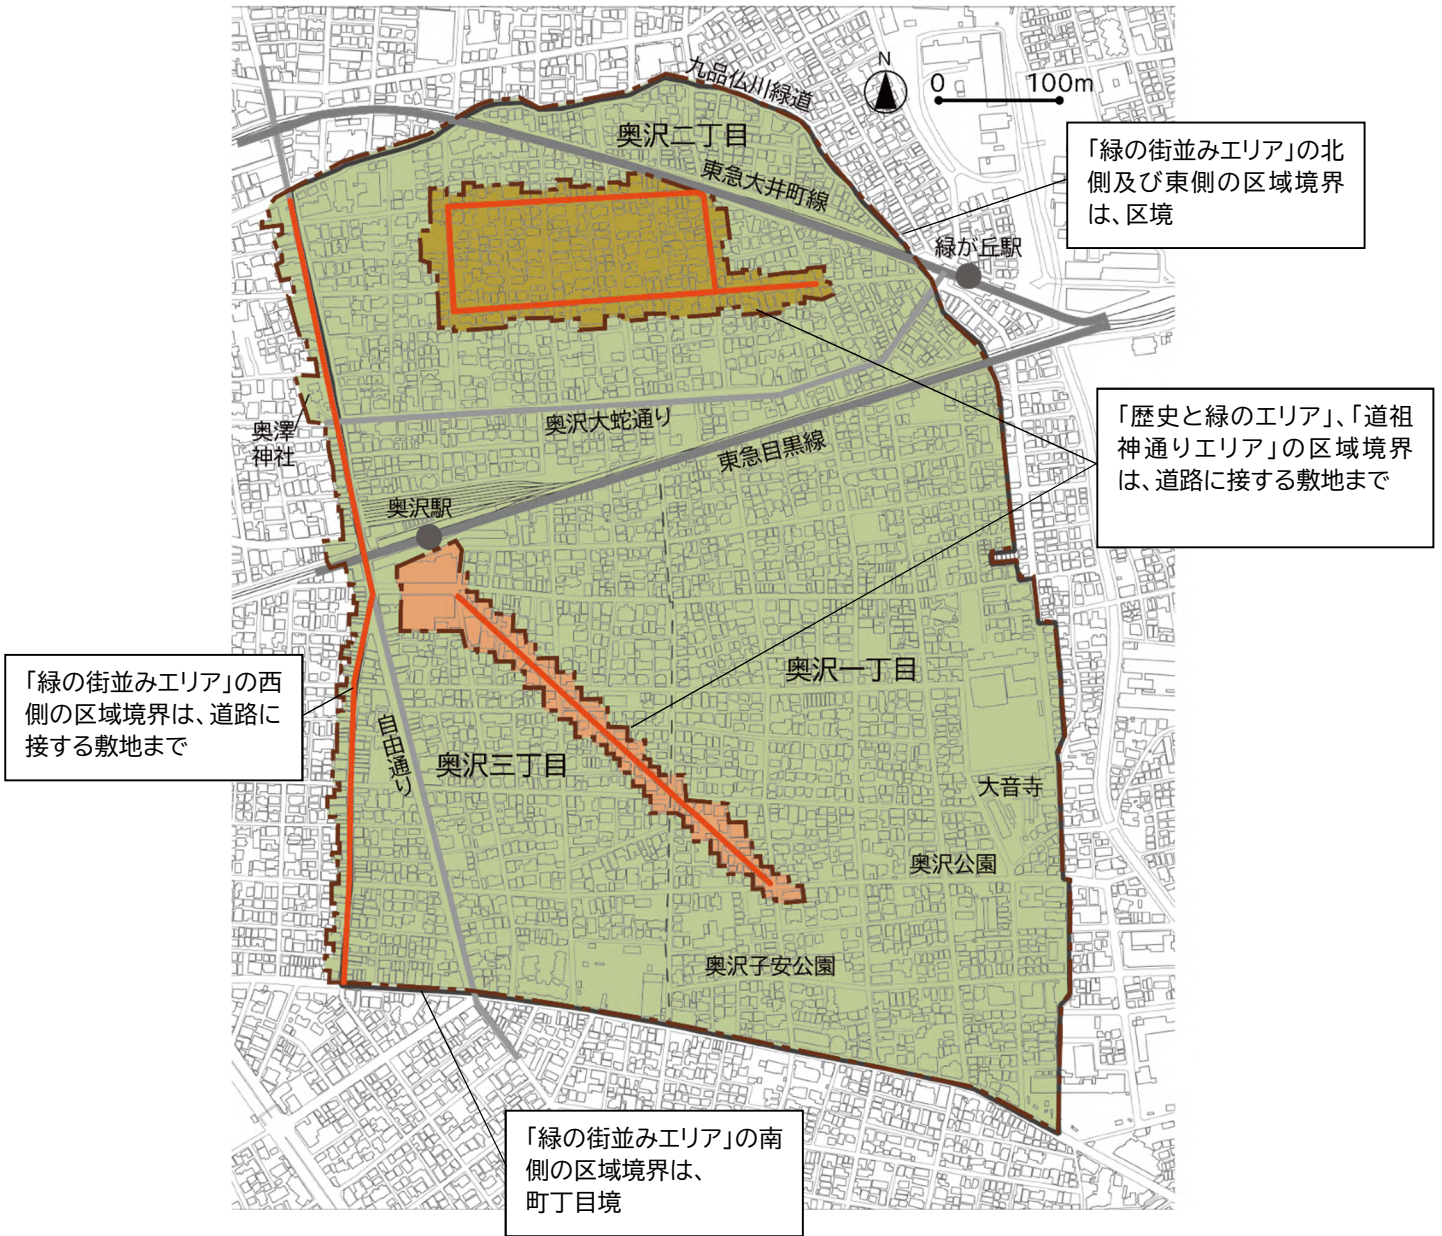 九品仏川緑道
N
0 100m
奥沢二丁目
東急大井町線
「緑の街並みエリア」の北
側及び東側の区域境界
は、区境
緑が丘駅
奥澤
神社
奥沢大蛇通り
東急目黒線
「歴史と緑のエリア」、「道祖
神通りエリア」の区域境界
は、道路に接する敷地まで
奥沢駅
「緑の街並みエリア」の西
側の区域境界は、道路に
接する敷地まで
自由通り
奥沢三丁目
奥沢一丁目
大音寺
奥沢公園
奥沢子安公園
「緑の街並みエリア」の南
側の区域境界は、
町丁目境